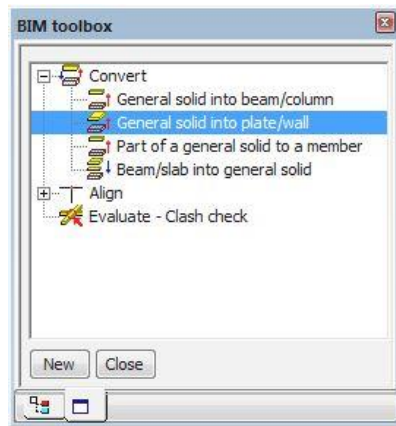 BIM toolbox
Convert
General solid into beam/column
General solid into plate/wall
Part of a general solid to a member
Beam/slab into general solid
Align
Evaluate - Clash check
New Close